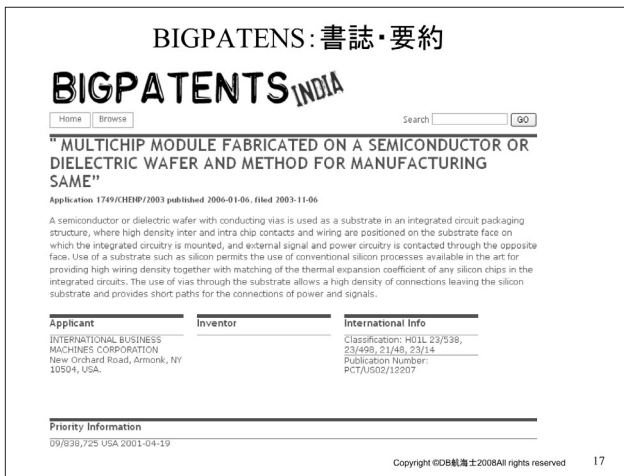 BIGPATENS：書誌・要約
BIGPATENTS INDIA
Home Browse Search GO
" MULTICHIP MODULE FABRICATED ON A SEMICONDUCTOR OR
DIELECTRIC WAFER AND METHOD FOR MANUFACTURING
SAME”
Application 1749/CHENP/2003 published 2006-01-06, filed 2003-11-06
A semiconductor or dielectric wafer with conducting vias is used as a substrate in an integrated circuit packaging
structure, where high density inter and intra chip contacts and wiring are positioned on the substrate face on
which the integrated circuitry is mounted, and external signal and power circuitry is contacted through the opposite
face. Use of a substrate such as silicon permits the use of conventional silicon processes available in the art for
providing high wiring density together with matching of the thermal expansion coefficient of any silicon chips in the
integrated circuits. The use of vias through the substrate allows a high density of connections leaving the silicon
substrate and provides short paths for the connections of power and signals.
Applicant
INTERNATIONAL BUSINESS
MACHINES CORPORATION
New Orchard Road, Armonk, NY
10504, USA.
Inventor
International Info
Classification: H01L 23/538,
23/498, 21/48, 23/14
Publication Number:
PCT/US02/12207
Priority Information
09/838,725 USA 2001-04-19
Copyright ©DB航海士2008All rights reserved 17